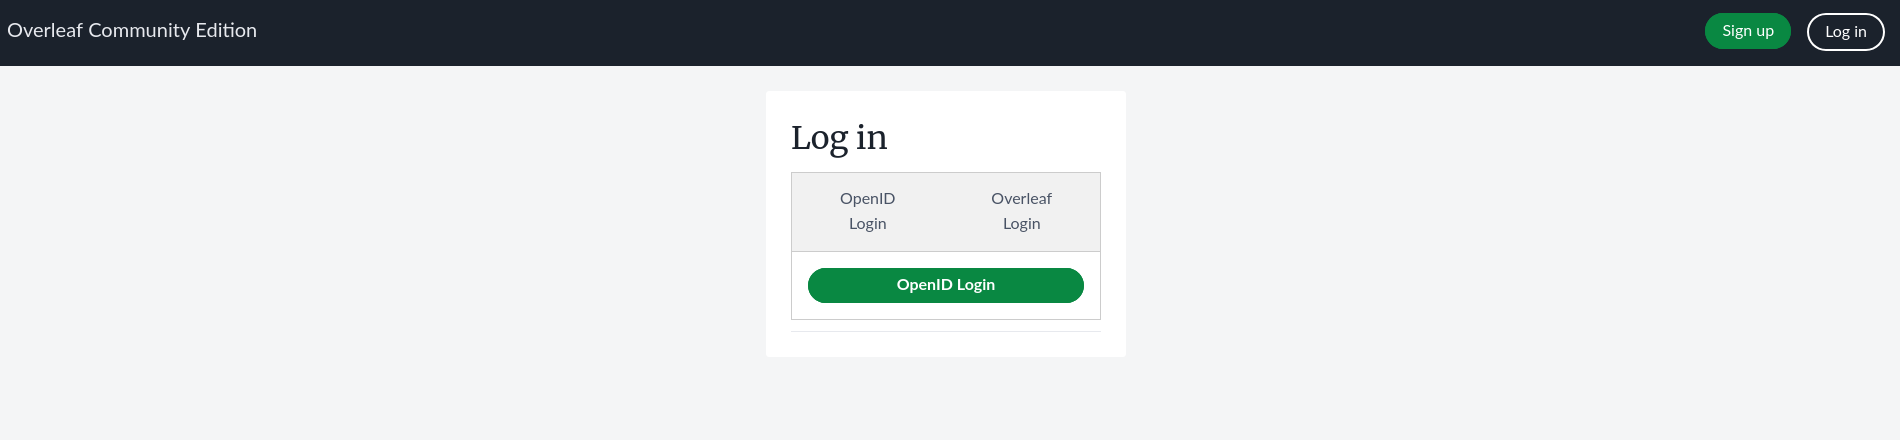 Overleaf Community Edition
Sign up
Log in
Log in
OpenID
Login
Overleaf
Login
OpenID Login